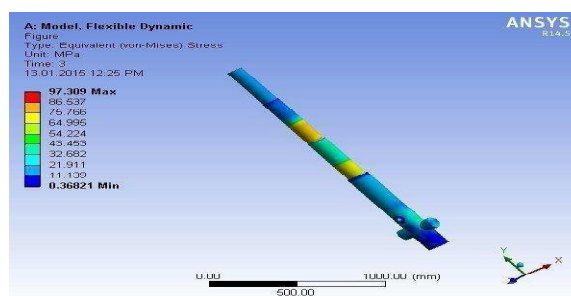 A: Model, Flexible Dynamic
Figure
Type: Equivalent (von-Mises) Stress
Unit: MPa
Time: 3
13.01.2015 12:25 PM
97.309 Max
86.537
75.766
64.995
54.224
43.453
32.682
21.911
11.139
0.36821 Min
ANSYS
R14.5
0.00
1000.00 (mm)
500.00
Y
X